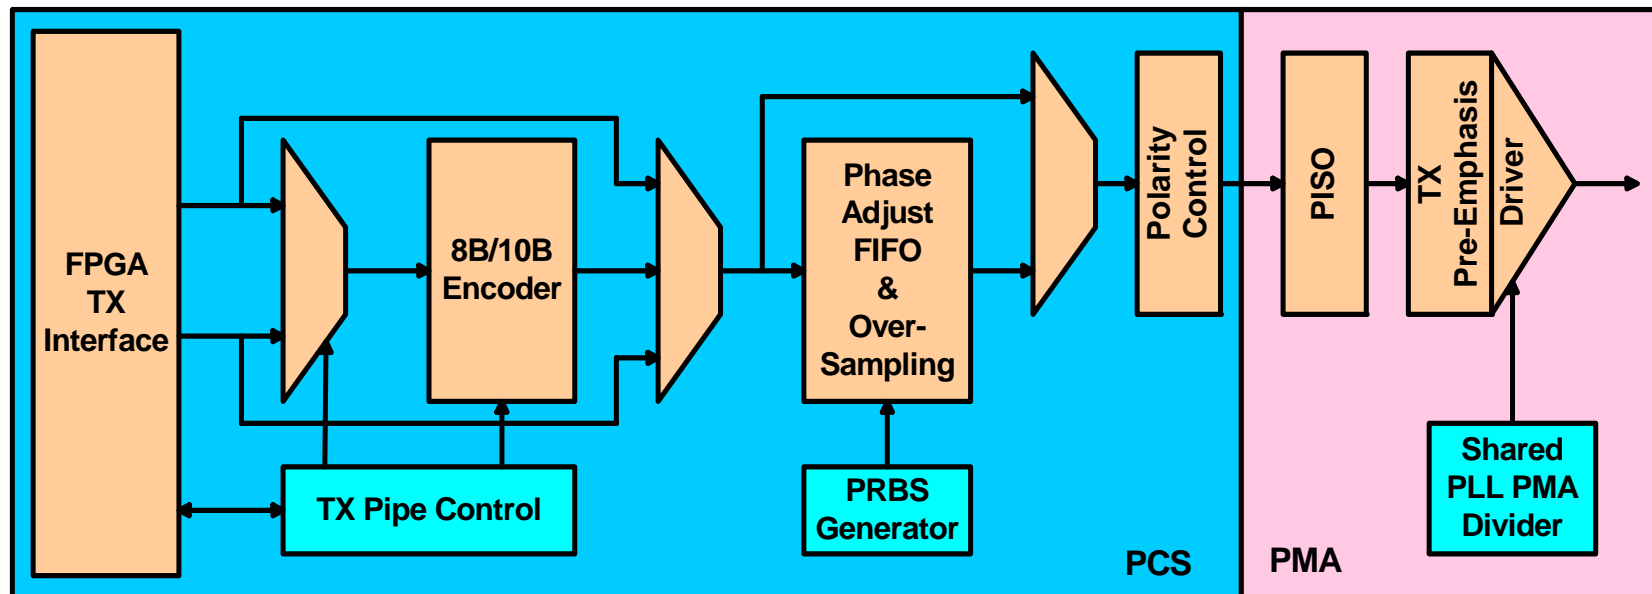 FPGA
TX
Interface
8B/10B
Encoder
TX Pipe Control
Phase
Adjust
FIFO
&
Over-
Sampling
PRBS
Generator
Polarity
Control
PCS
PMA
PISO
TX
Pre-Emphasis
Driver
Shared
PLL PMA
Divider